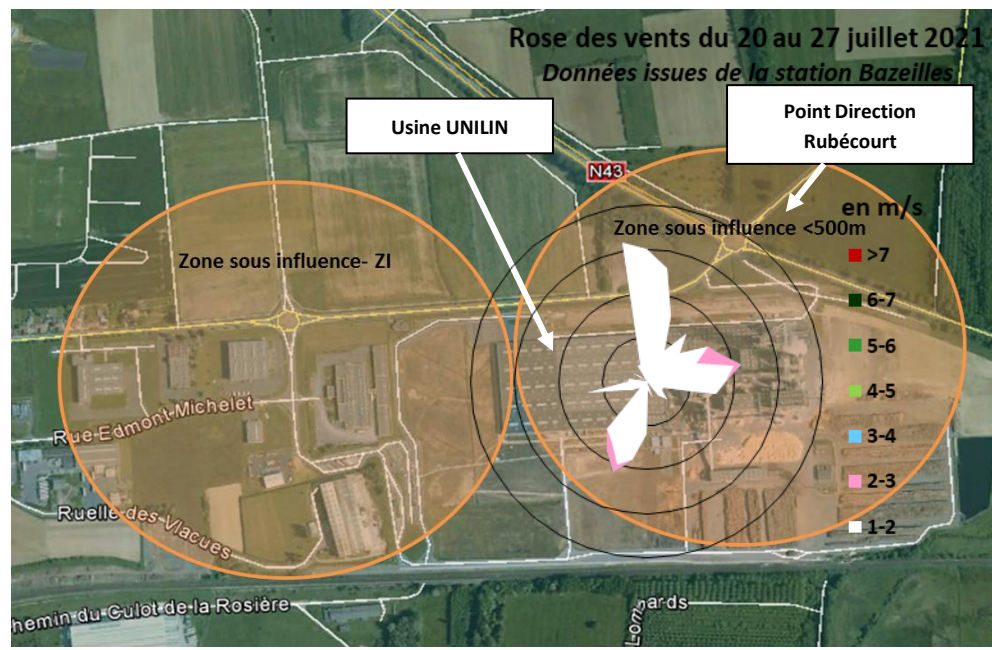 Rose des vents du 20 au 27 juillet 2021
Données issues de la station Bazeilles
Usine UNILIN
Point Direction
Rubécourt
N43
en m/s
Zone sous influence <500m
Zone sous influence- ZI
>7
6-7
5-6
4-5
3-4
2-3
1-2
Rue Edmont Michelet
Ruelle des Vlacues
hemin du Culot de la Rosière
Lombards